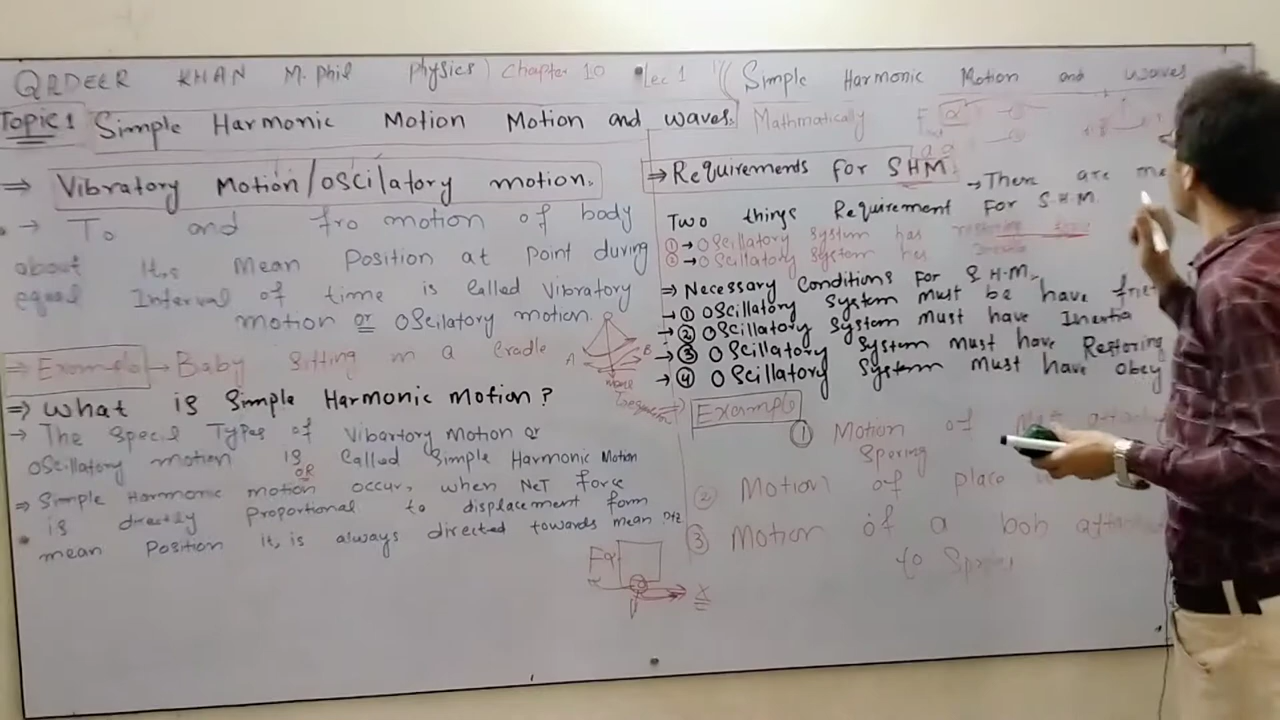 QADEER KHAN M.Phil Physics) Chapter 10 Lec 1 (( Simple Harmonic Motion and waves
Topic 1 Simple Harmonic Motion Motion and waves.
⇒ Vibratory Motion/oscilatory motion.
→ To and fro motion of body
about its Mean Position at Point during
equal Interval of time is called Vibratory
motion or OScilatory motion.
⇒ Example → Baby Sitting in a Cradle
A B
⇒ What is Simple Harmonic Motion?
→ The Specil Types of Vibartory Motion or
OScillatory motion is Called Simple Harmonic Motion
OR
⇒ Simple Harmonic motion occur, when NeT force
is directly Proportional to displacement form
mean Position it, is always directed towards mean
F
X
Mathmatically F
⇒ Requirements For SHM.
→ There are
Two things Requirement For S.H.M.
① → OScillatory System has
② → OScillatory System has
⇒ Necessary Conditions For S.H.M.
→ ① OScillatory System must be have
→ ② OScillatory System must have Inertia
→ ③ OScillatory System must have Restoring
→ ④ OScillatory System must have obey
⇒ Example
① Motion of
Spering
② Motion of place
③ Motion of a bob
to